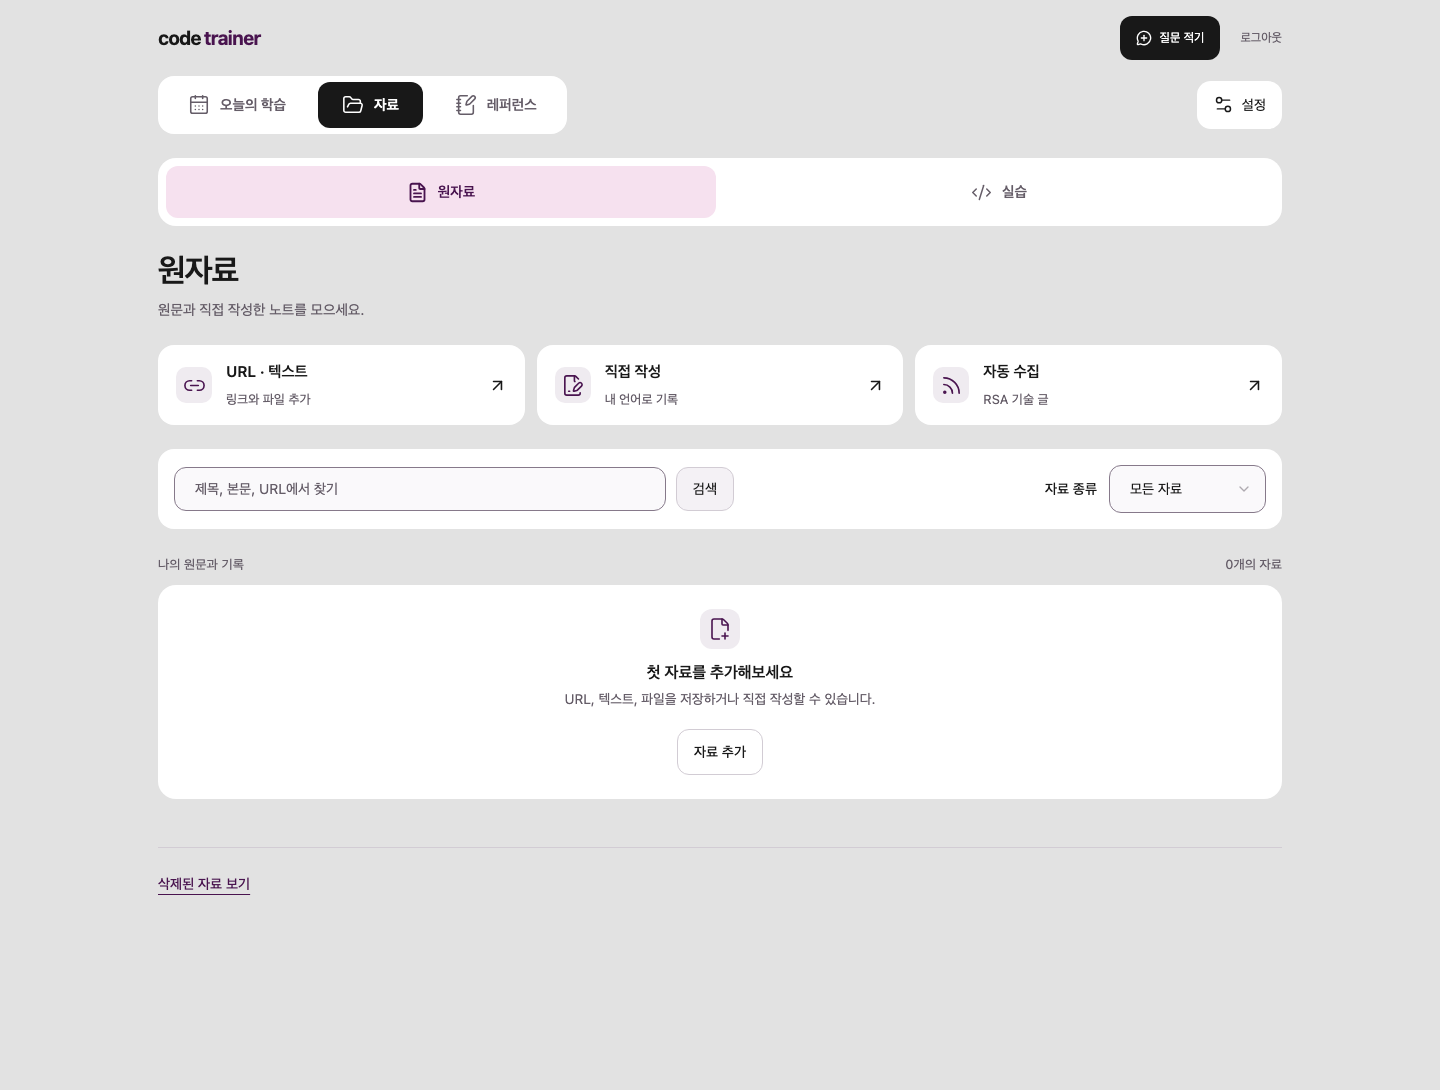 code trainer
질문 적기
로그아웃
오늘의 학습
자료
레퍼런스
설정
원자료
실습
원자료
원문과 직접 작성한 노트를 모으세요.
URL · 텍스트
링크와 파일 추가
직접 작성
내 언어로 기록
자동 수집
RSA 기술 글
제목, 본문, URL에서 찾기
검색
자료 종류
모든 자료
나의 원문과 기록
0개의 자료
첫 자료를 추가해보세요
URL, 텍스트, 파일을 저장하거나 직접 작성할 수 있습니다.
자료 추가
삭제된 자료 보기